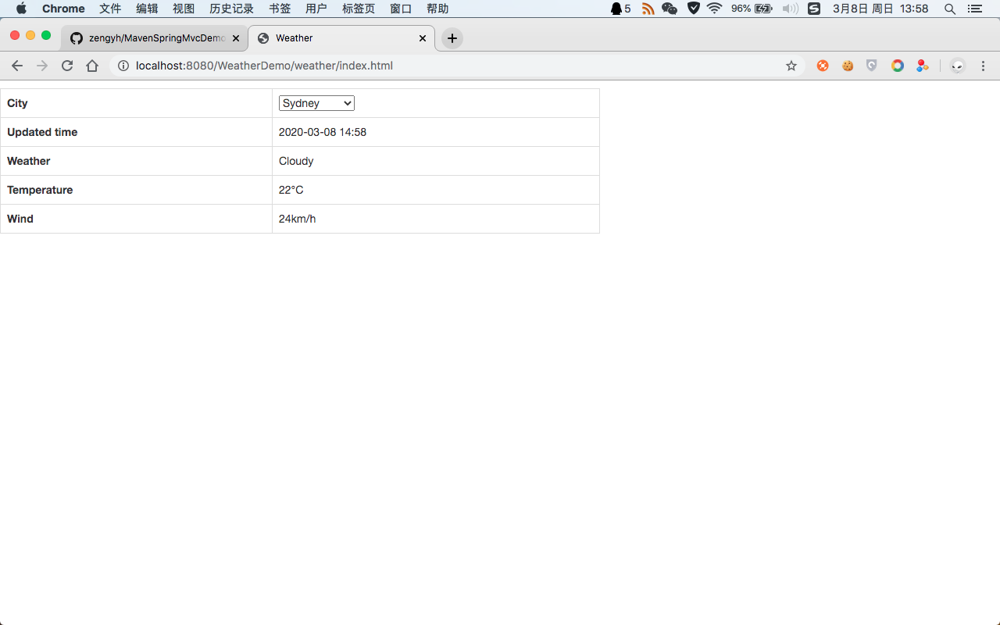 Chrome 文件 编辑 视图 历史记录 书签 用户 标签页 窗口 帮助 5 96% 3月8日 周日 13:58
zengyh/MavenSpringMvcDemo Weather
localhost:8080/WeatherDemo/weather/index.html
City Sydney
Updated time 2020-03-08 14:58
Weather Cloudy
Temperature 22°C
Wind 24km/h